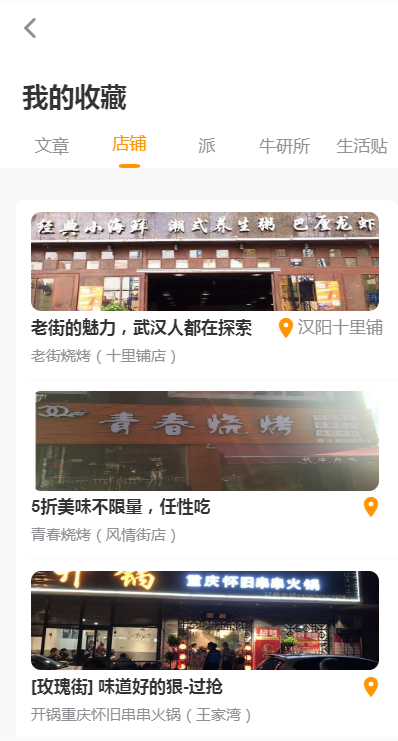 我的收藏
文章 店铺 派 牛研所 生活贴
经典小海鲜 潮式养生粥 巴厘龙虾
老街的魅力，武汉人都在探索 汉阳十里铺
老街烧烤（十里铺店）
青春烧烤
5折美味不限量，任性吃
青春烧烤（风情街店）
开锅 重庆怀旧串串火锅
[玫瑰街] 味道好的狠-过抢
开锅重庆怀旧串串火锅（王家湾）